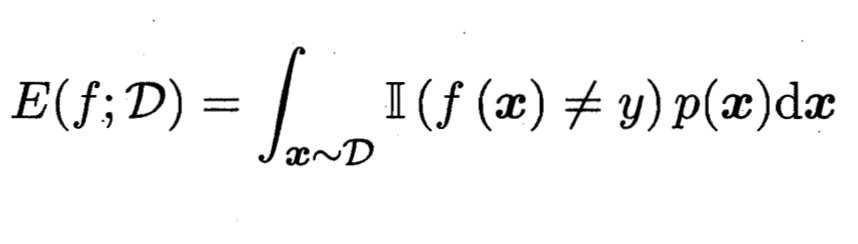 E(f; 𝒟) = ∫_{𝒙∼𝒟} 𝕀(f(𝒙) ≠ y) p(𝒙)d𝒙